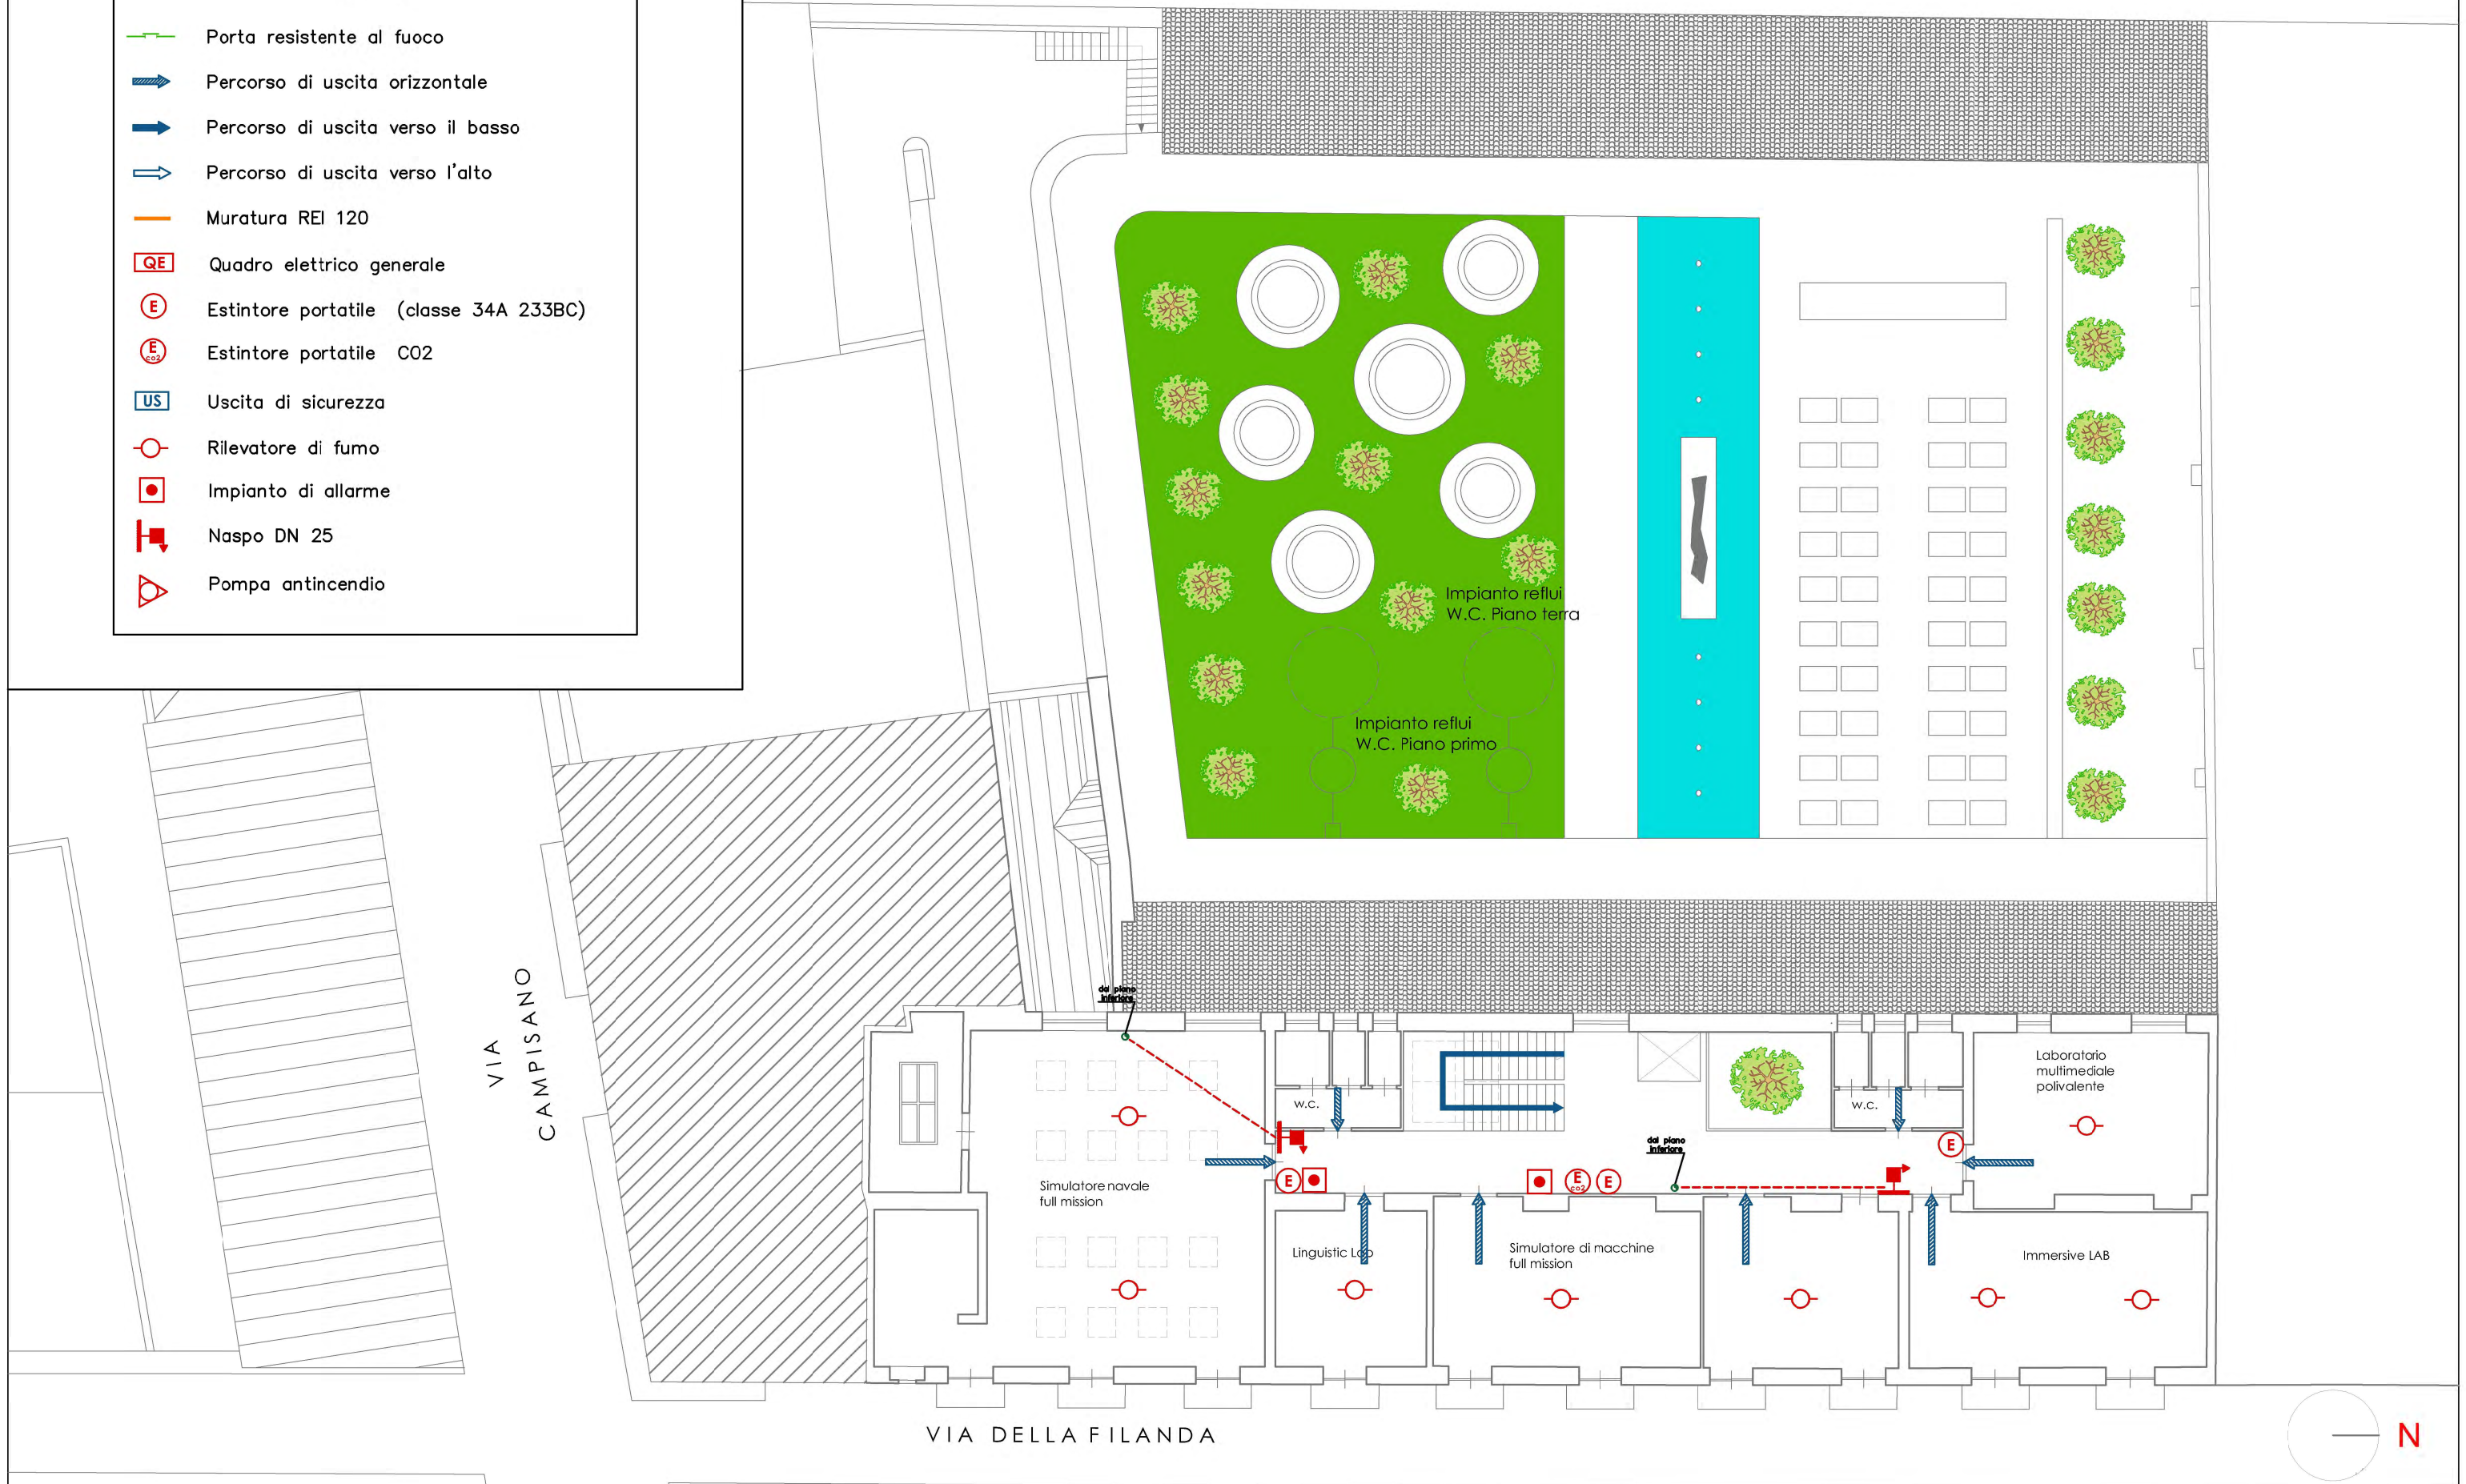 Porta resistente al fuoco
Percorso di uscita orizzontale
Percorso di uscita verso il basso
Percorso di uscita verso l'alto
Muratura REI 120
QE Quadro elettrico generale
E Estintore portatile (classe 34A 233BC)
E co2 Estintore portatile CO2
US Uscita di sicurezza
Rilevatore di fumo
Impianto di allarme
Naspo DN 25
Pompa antincendio
Impianto reflui
W.C. Piano terra
Impianto reflui
W.C. Piano primo
VIA
CAMPISANO
dal piano
inferiore
Laboratorio
multimediale
polivalente
W.C.
W.C.
dal piano
inferiore
E
E
E co2
E
Simulatore navale
full mission
Linguistic Lab
Simulatore di macchine
full mission
Immersive LAB
VIA DELLA FILANDA
N